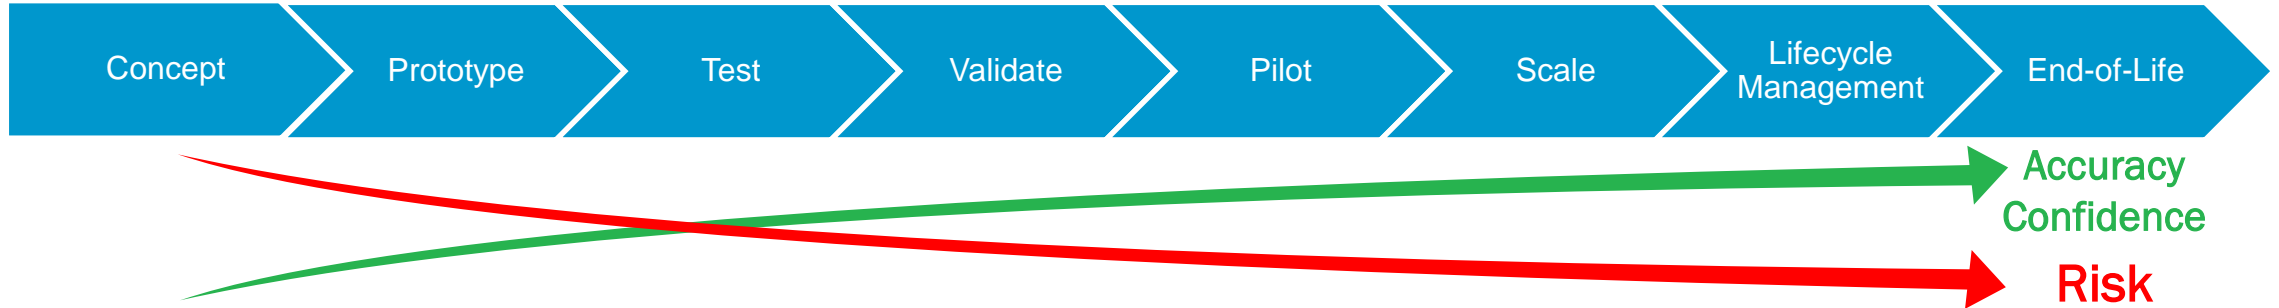 Concept
Prototype
Test
Validate
Pilot
Scale
Lifecycle
Management
End-of-Life
Accuracy
Confidence
Risk